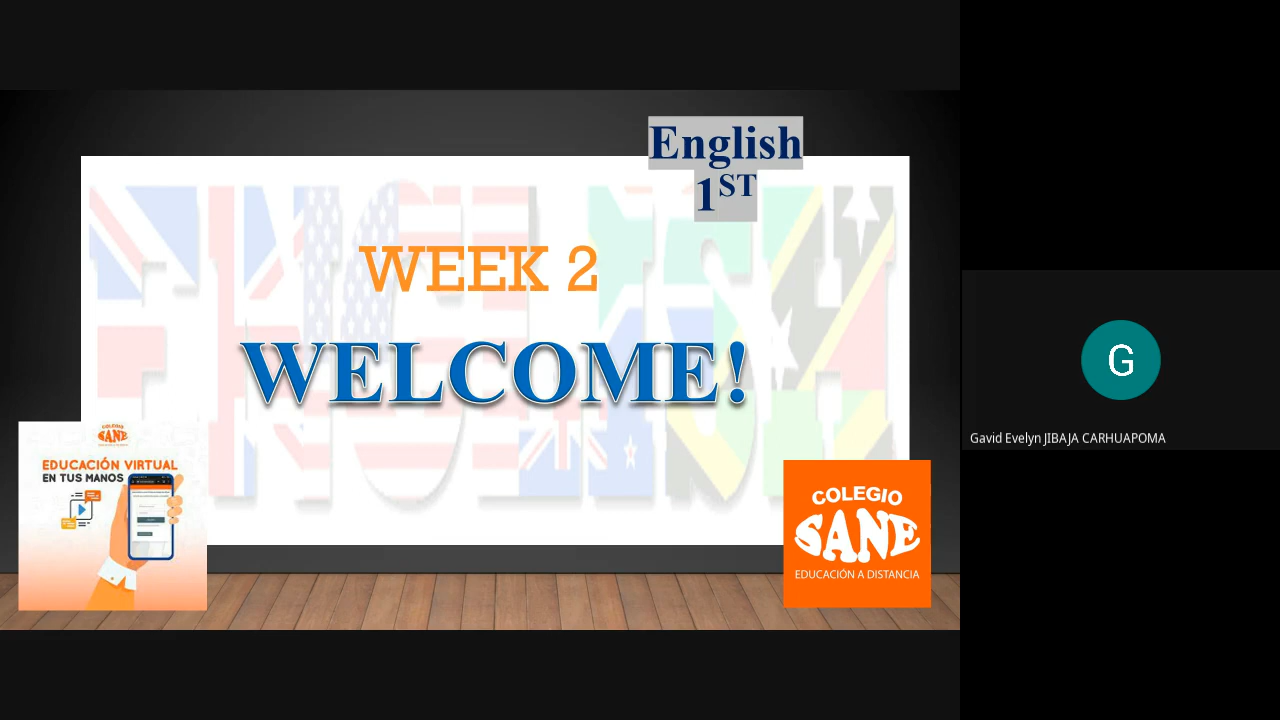 English
1ST
WEEK 2
WELCOME!
COLEGIO
SANE
EDUCACIÓN VIRTUAL
EN TUS MANOS
COLEGIO
SANE
EDUCACIÓN A DISTANCIA
G
Gavid Evelyn JIBAJA CARHUAPOMA